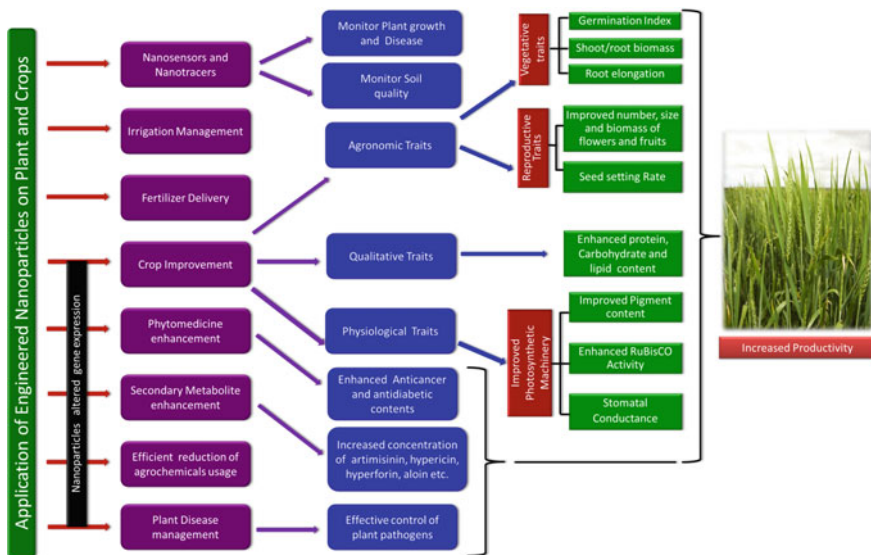 Application of Engineered Nanoparticles on Plant and Crops
Nanoparticles altered gene expression
Nanosensors and
Nanotracers
Irrigation Management
Fertilizer Delivery
Crop Improvement
Phytomedicine
enhancement
Secondary Metabolite
enhancement
Efficient reduction of
agrochemicals usage
Plant Disease
management
Monitor Plant growth
and Disease
Monitor Soil
quality
Agronomic Traits
Qualitative Traits
Physiological Traits
Enhanced Anticancer
and antidiabetic
contents
Increased concentration
of artimisinin, hypericin,
hyperforin, aloin etc.
Effective control of
plant pathogens
Vegetative
traits
Reproductive
Traits
Improved
Photosynthetic
Machinery
Germination Index
Shoot/root biomass
Root elongation
Improved number, size
and biomass of
flowers and fruits
Seed setting Rate
Enhanced protein,
Carbohydrate and
lipid content
Improved Pigment
content
Enhanced RuBisCO
Activity
Stomatal
Conductance
Increased Productivity